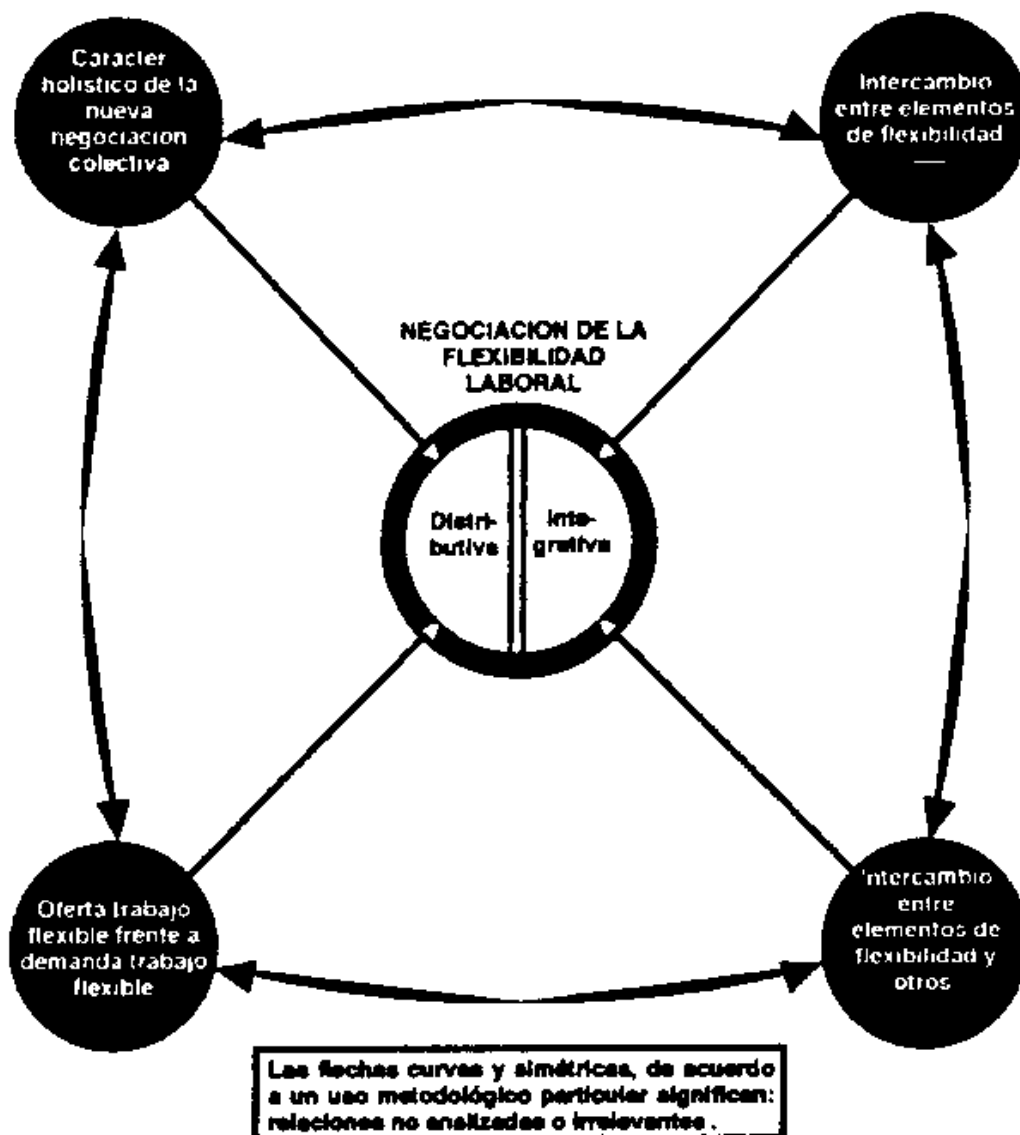 Caracter
holistico de la
nueva
negociacion
colectiva
Intercambio
entre elementos
de flexibilidad
NEGOCIACION DE LA
FLEXIBILIDAD
LABORAL
Distri-
butiva
Inte-
grativa
Oferta trabajo
flexible frente a
demanda trabajo
flexible
Intercambio
entre
elementos de
flexibilidad y
otros
Las flechas curvas y simétricas, de acuerdo
a un uso metodológico particular significan:
relaciones no analizadas o irrelevantes .